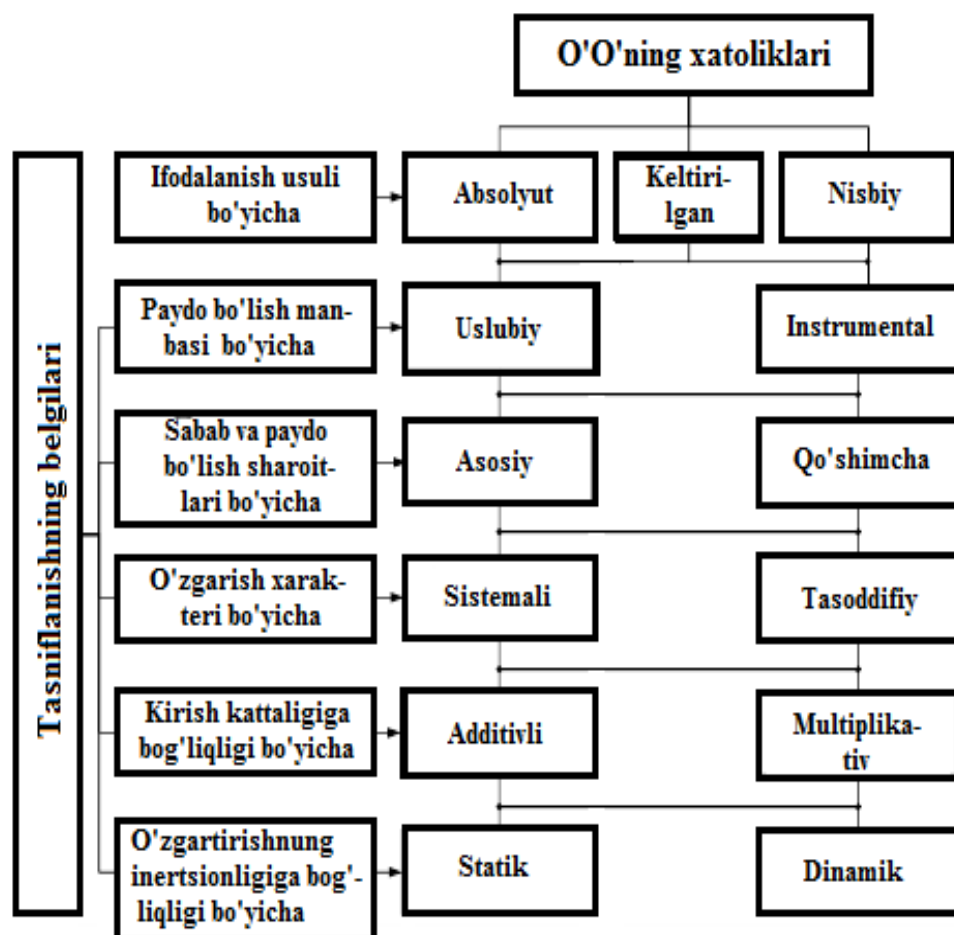 O'O'ning xatoliklari
Tasniflanishning belgilari
Ifodalanish usuli
bo'yicha
Absolyut
Keltiri-
lgan
Nisbiy
Paydo bo'lish man-
basi bo'yicha
Uslubiy
Instrumental
Sabab va paydo
bo'lish sharoit-
lari bo'yicha
Asosiy
Qo'shimcha
O'zgarish xarak-
teri bo'yicha
Sistemali
Tasoddifiy
Kirish kattaligiga
bog'liqligi bo'yicha
Additivli
Multiplika-
tiv
O'zgartirishnung
inertsionligiga bog'-
liqligi bo'yicha
Statik
Dinamik